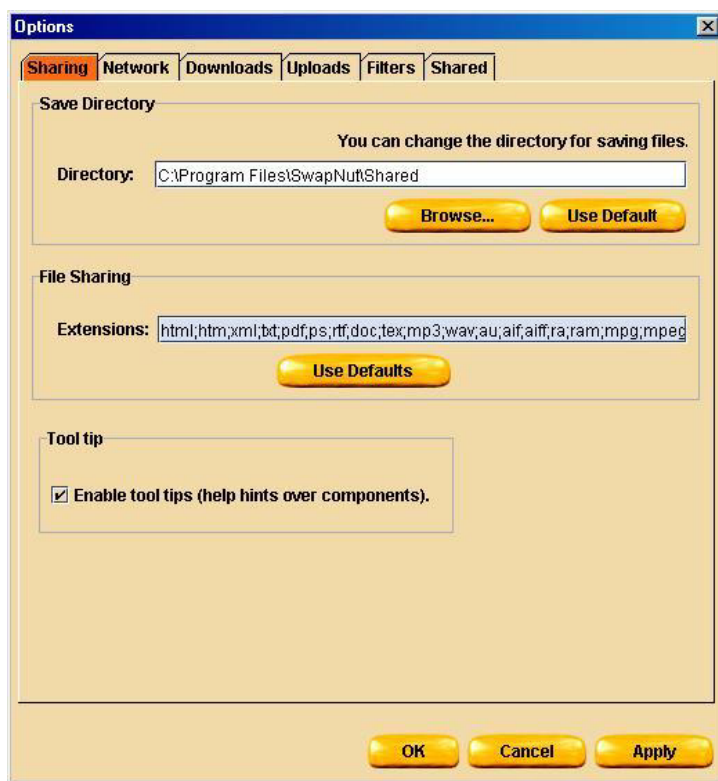 Options
Sharing Network Downloads Uploads Filters Shared
Save Directory
You can change the directory for saving files.
Directory: C:\Program Files\SwapNut\Shared
Browse... Use Default
File Sharing
Extensions: html;htm;xml;txt;pdf;ps;rtf;doc;tex;mp3;wav;au;aif;aiff;ra;ram;mpg;mpeg
Use Defaults
Tool tip
Enable tool tips (help hints over components).
OK Cancel Apply